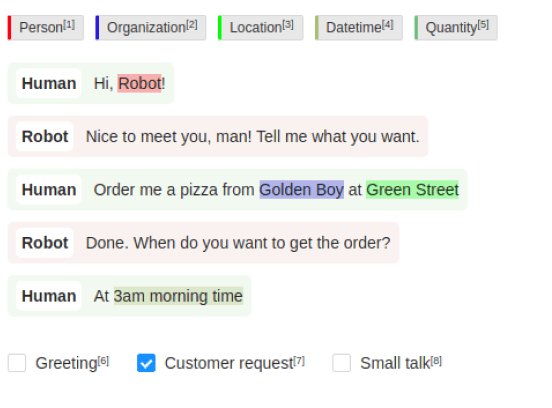 Person[1] Organization[2] Location[3] Datetime[4] Quantity[5]
Human Hi, Robot!
Robot Nice to meet you, man! Tell me what you want.
Human Order me a pizza from Golden Boy at Green Street
Robot Done. When do you want to get the order?
Human At 3am morning time
Greeting[6] Customer request[7] Small talk[8]